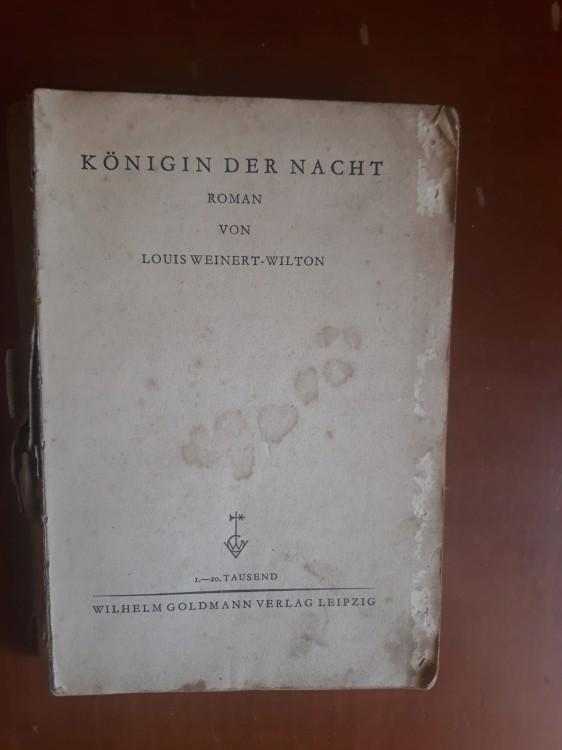 KÖNIGIN DER NACHT
ROMAN
VON
LOUIS WEINERT-WILTON
1.—20. TAUSEND
WILHELM GOLDMANN VERLAG LEIPZIG